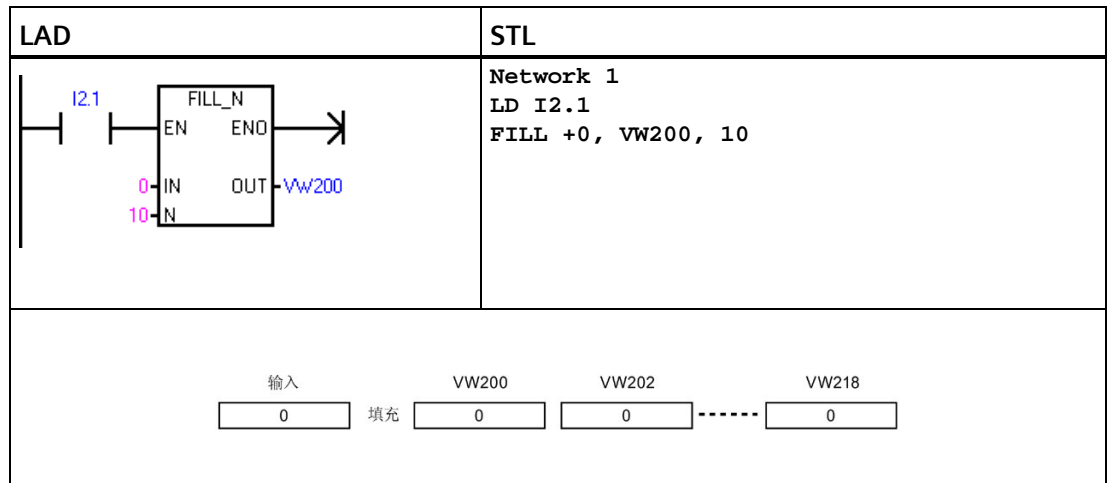 LAD
STL
I2.1
FILL_N
EN ENO
0 IN OUT VW200
10 N
Network 1
LD I2.1
FILL +0, VW200, 10
输入 VW200 VW202 VW218
0 填充 0 0 0